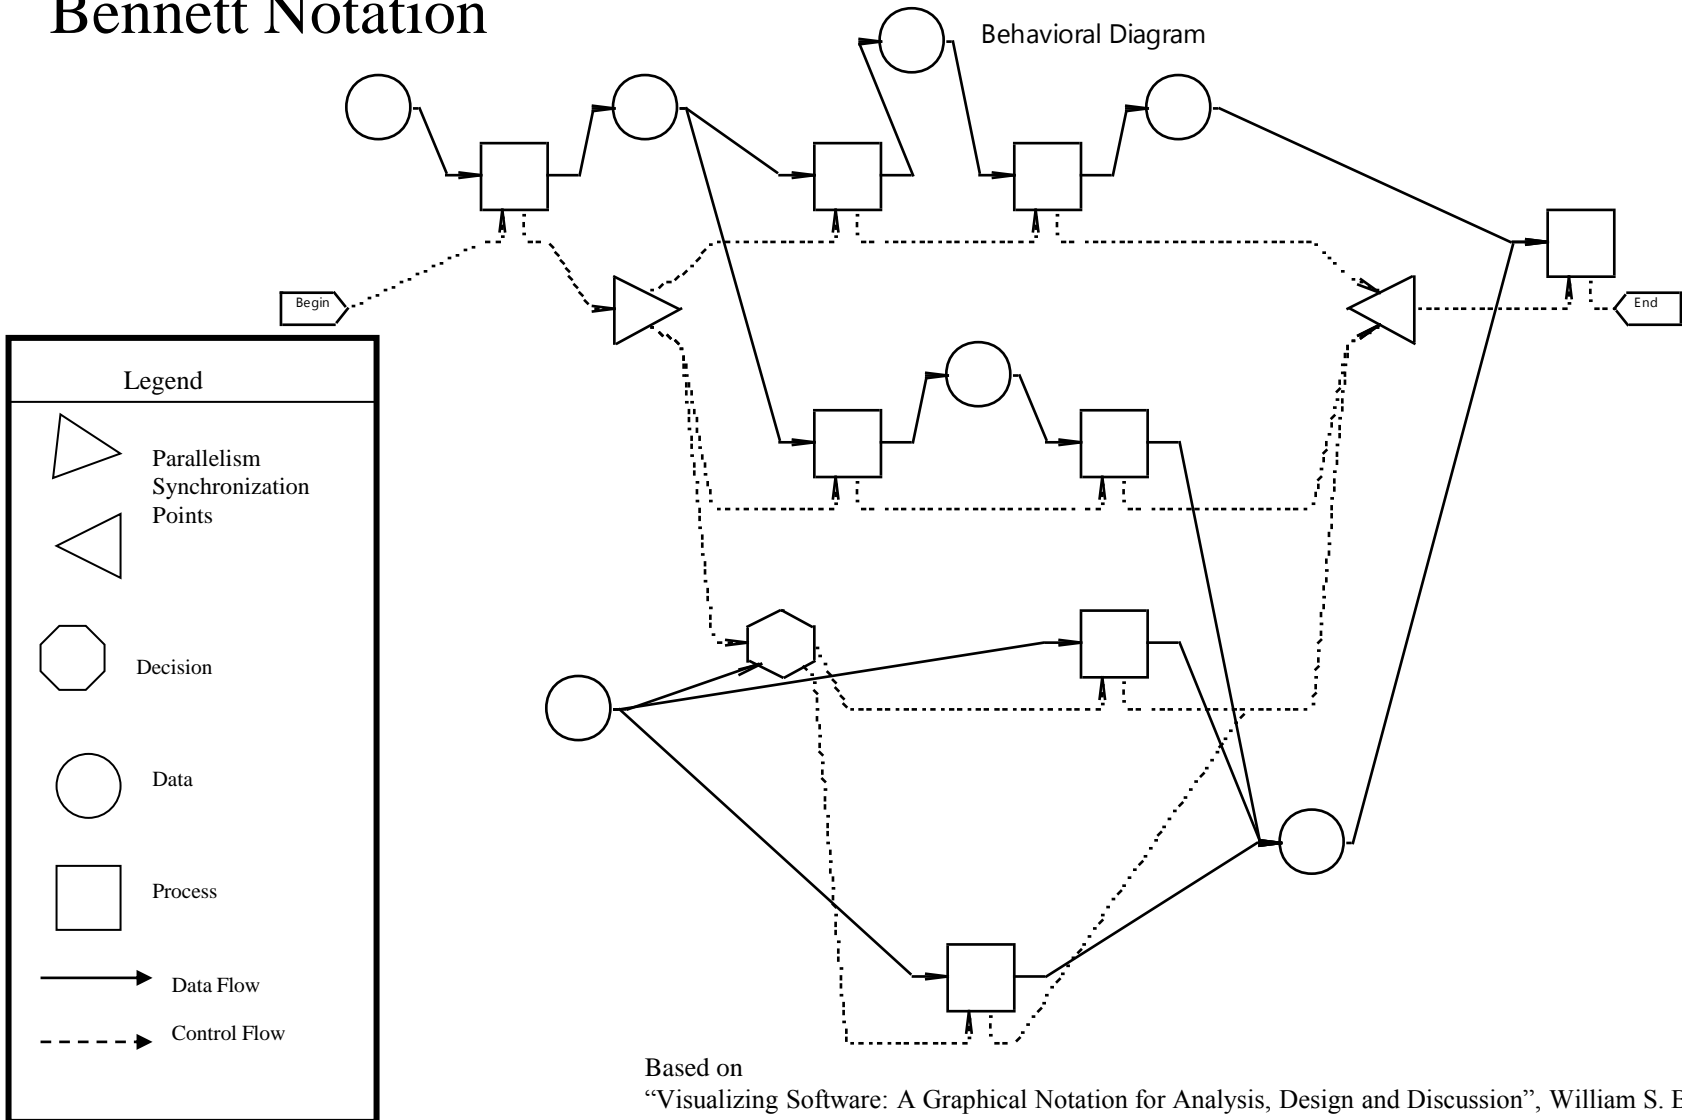 Bennett Notation
Behavioral Diagram
Begin
End
Legend
Parallelism
Synchronization
Points
Decision
Data
Process
Data Flow
Control Flow
Based on
“Visualizing Software: A Graphical Notation for Analysis, Design and Discussion”, William S.